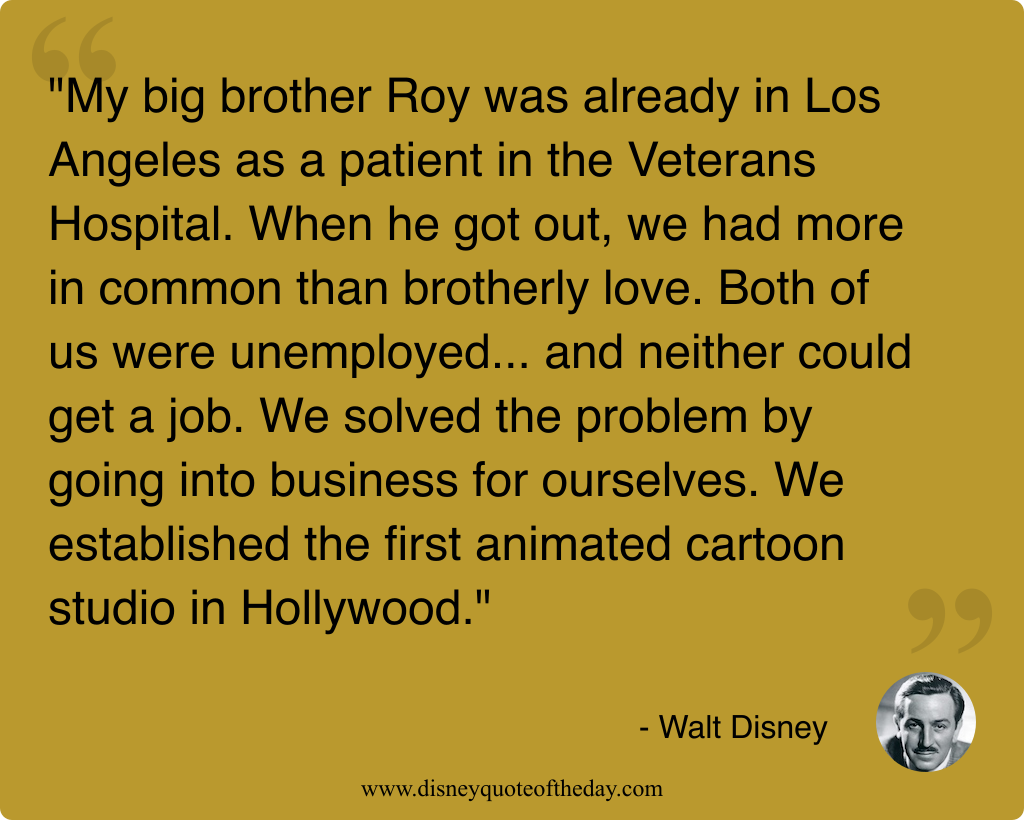 "My big brother Roy was already in Los
Angeles as a patient in the Veterans
Hospital. When he got out, we had more
in common than brotherly love. Both of
us were unemployed... and neither could
get a job. We solved the problem by
going into business for ourselves. We
established the first animated cartoon
studio in Hollywood."
- Walt Disney
www.disneyquoteoftheday.com